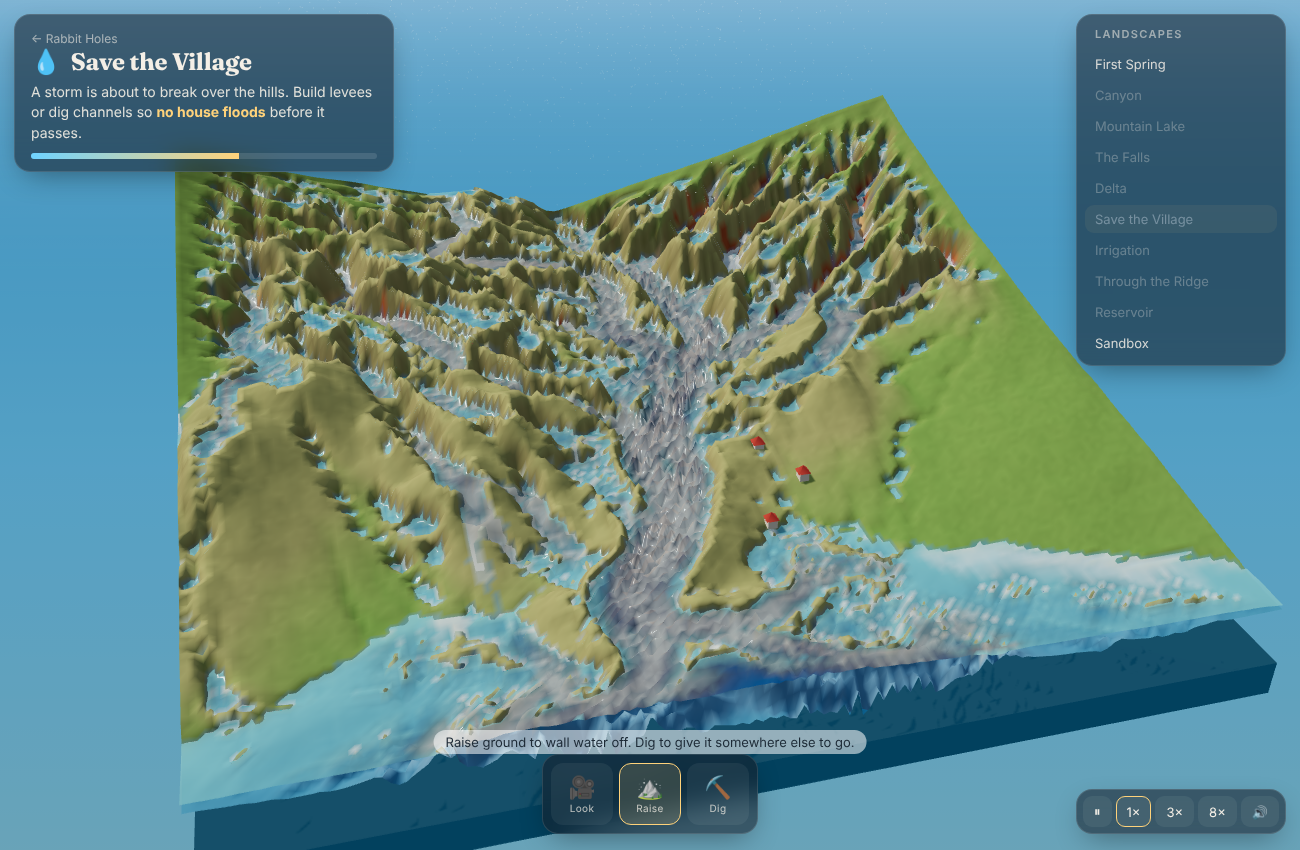 ← Rabbit Holes
💧 Save the Village
A storm is about to break over the hills. Build levees
or dig channels so no house floods before it
passes.
LANDSCAPES
First Spring
Canyon
Mountain Lake
The Falls
Delta
Save the Village
Irrigation
Through the Ridge
Reservoir
Sandbox
Raise ground to wall water off. Dig to give it somewhere else to go.
Look Raise Dig
1× 3× 8×